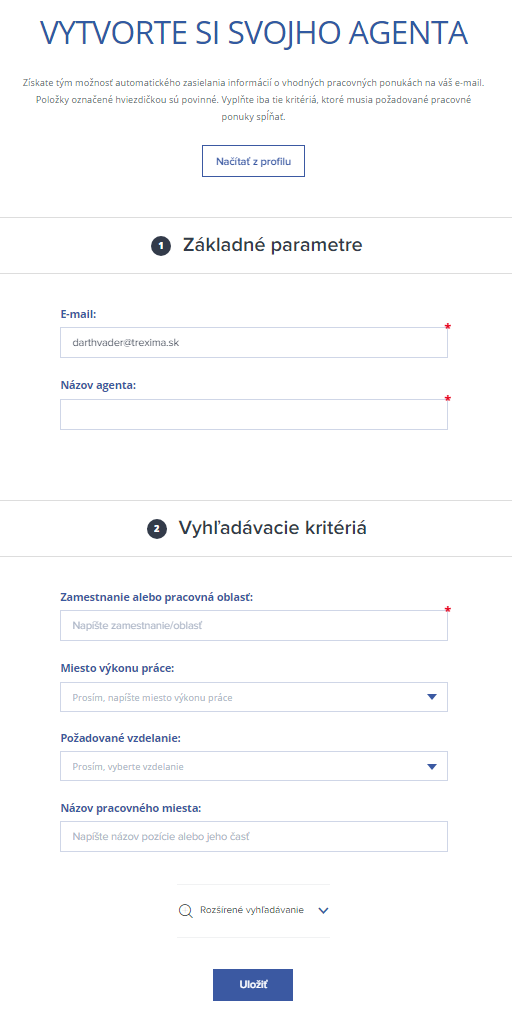 VYTVORTE SI SVOJHO AGENTA
Získate tým možnosť automatického zasielania informácií o vhodných pracovných ponukách na váš e-mail.
Položky označené hviezdičkou sú povinné. Vyplňte iba tie kritériá, ktoré musia požadované pracovné
ponuky spĺňať.
Načítať z profilu
1 Základné parametre
E-mail:
*
darthvader@trexima.sk
Názov agenta:
*
2 Vyhľadávacie kritériá
Zamestnanie alebo pracovná oblasť:
*
Napíšte zamestnanie/oblasť
Miesto výkonu práce:
Prosím, napíšte miesto výkonu práce
Požadované vzdelanie:
Prosím, vyberte vzdelanie
Názov pracovného miesta:
Napíšte názov pozície alebo jeho časť
Rozšírené vyhľadávanie
Uložiť